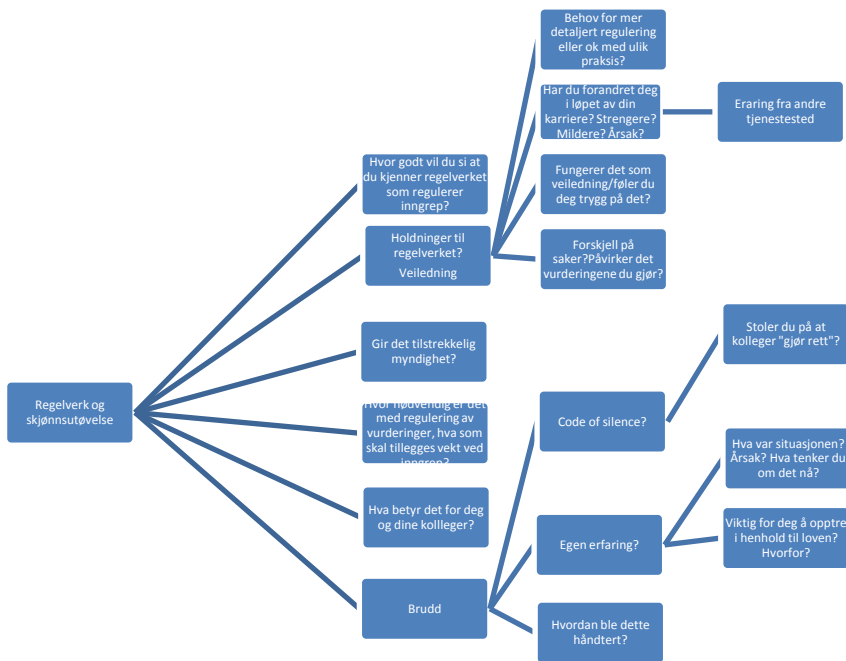 Behov for mer
detaljert regulering
eller ok med ulik
praksis?
Har du forandret deg
i løpet av din
karriere? Strengere?
Mildere? Årsak?
Eraring fra andre
tjenestested
Hvor godt vil du si at
du kjenner regelverket
som regulerer
inngrep?
Fungerer det som
veiledning/føler du
deg trygg på det?
Holdninger til
regelverket?
Veiledning
Forskjell på
saker?Påvirker det
vurderingene du gjør?
Gir det tilstrekkelig
myndighet?
Stoler du på at
kolleger "gjør rett"?
Regelverk og
skjønnsutøvelse
Hvor nødvendig er det
med regulering av
vurderinger, hva som
skal tillegges vekt ved
inngrep?
Code of silence?
Hva var situasjonen?
Årsak? Hva tenker du
om det nå?
Hva betyr det for deg
og dine kollleger?
Egen erfaring?
Viktig for deg å opptre
i henhold til loven?
Hvorfor?
Brudd
Hvordan ble dette
håndtert?